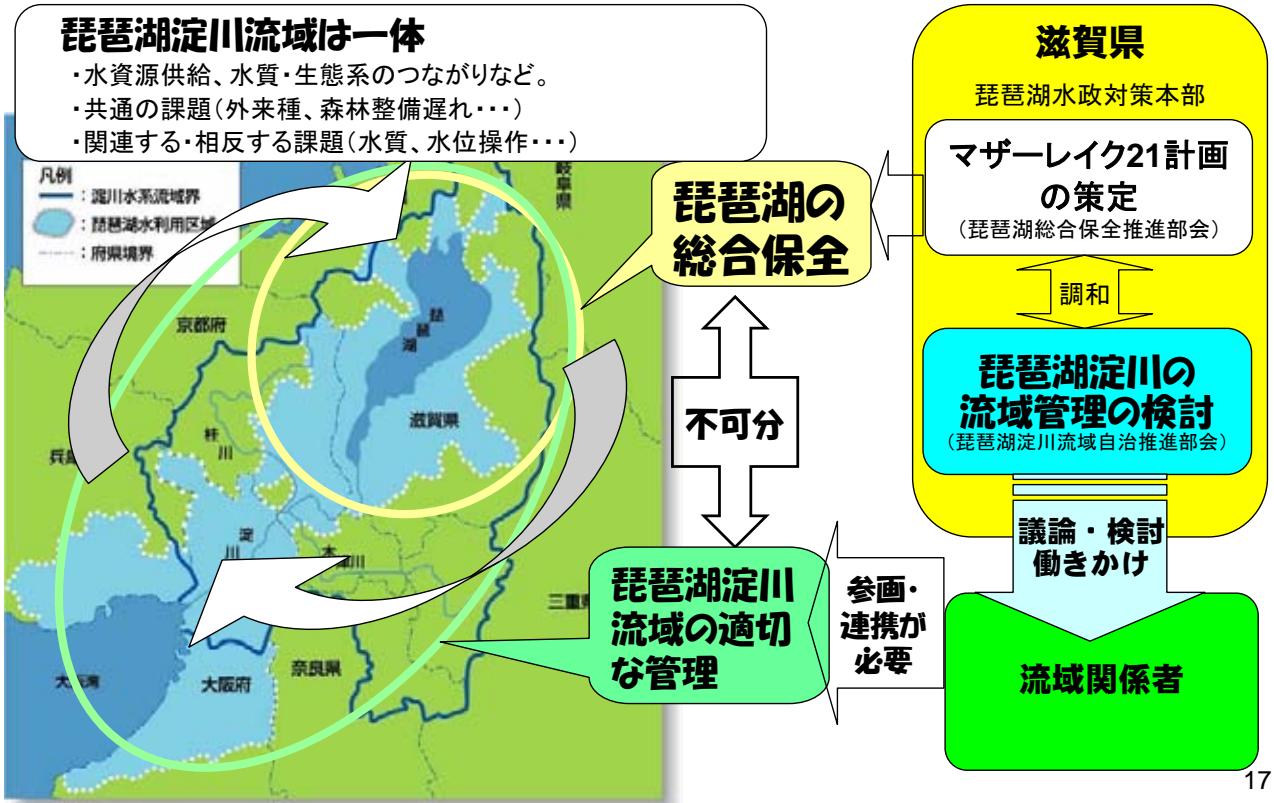 琵琶湖淀川流域は一体
・水資源供給、水質・生態系のつながりなど。
・共通の課題(外来種、森林整備遅れ・・・)
・関連する・相反する課題(水質、水位操作・・・)
凡例
：淀川水系流域界
：琵琶湖水利用区域
：府県境界
岐阜県
京都府
琵
琶
湖
滋賀県
桂
川
淀
川
川
三重県
奈良県
大阪府
琵琶湖の
総合保全
不可分
琵琶湖淀川
流域の適切
な管理
滋賀県
琵琶湖水政対策本部
マザーレイク21計画
の策定
(琵琶湖総合保全推進部会)
調和
琵琶湖淀川の
流域管理の検討
(琵琶湖淀川流域自治推進部会)
議論・検討
働きかけ
参画・
連携が
必要
流域関係者
17